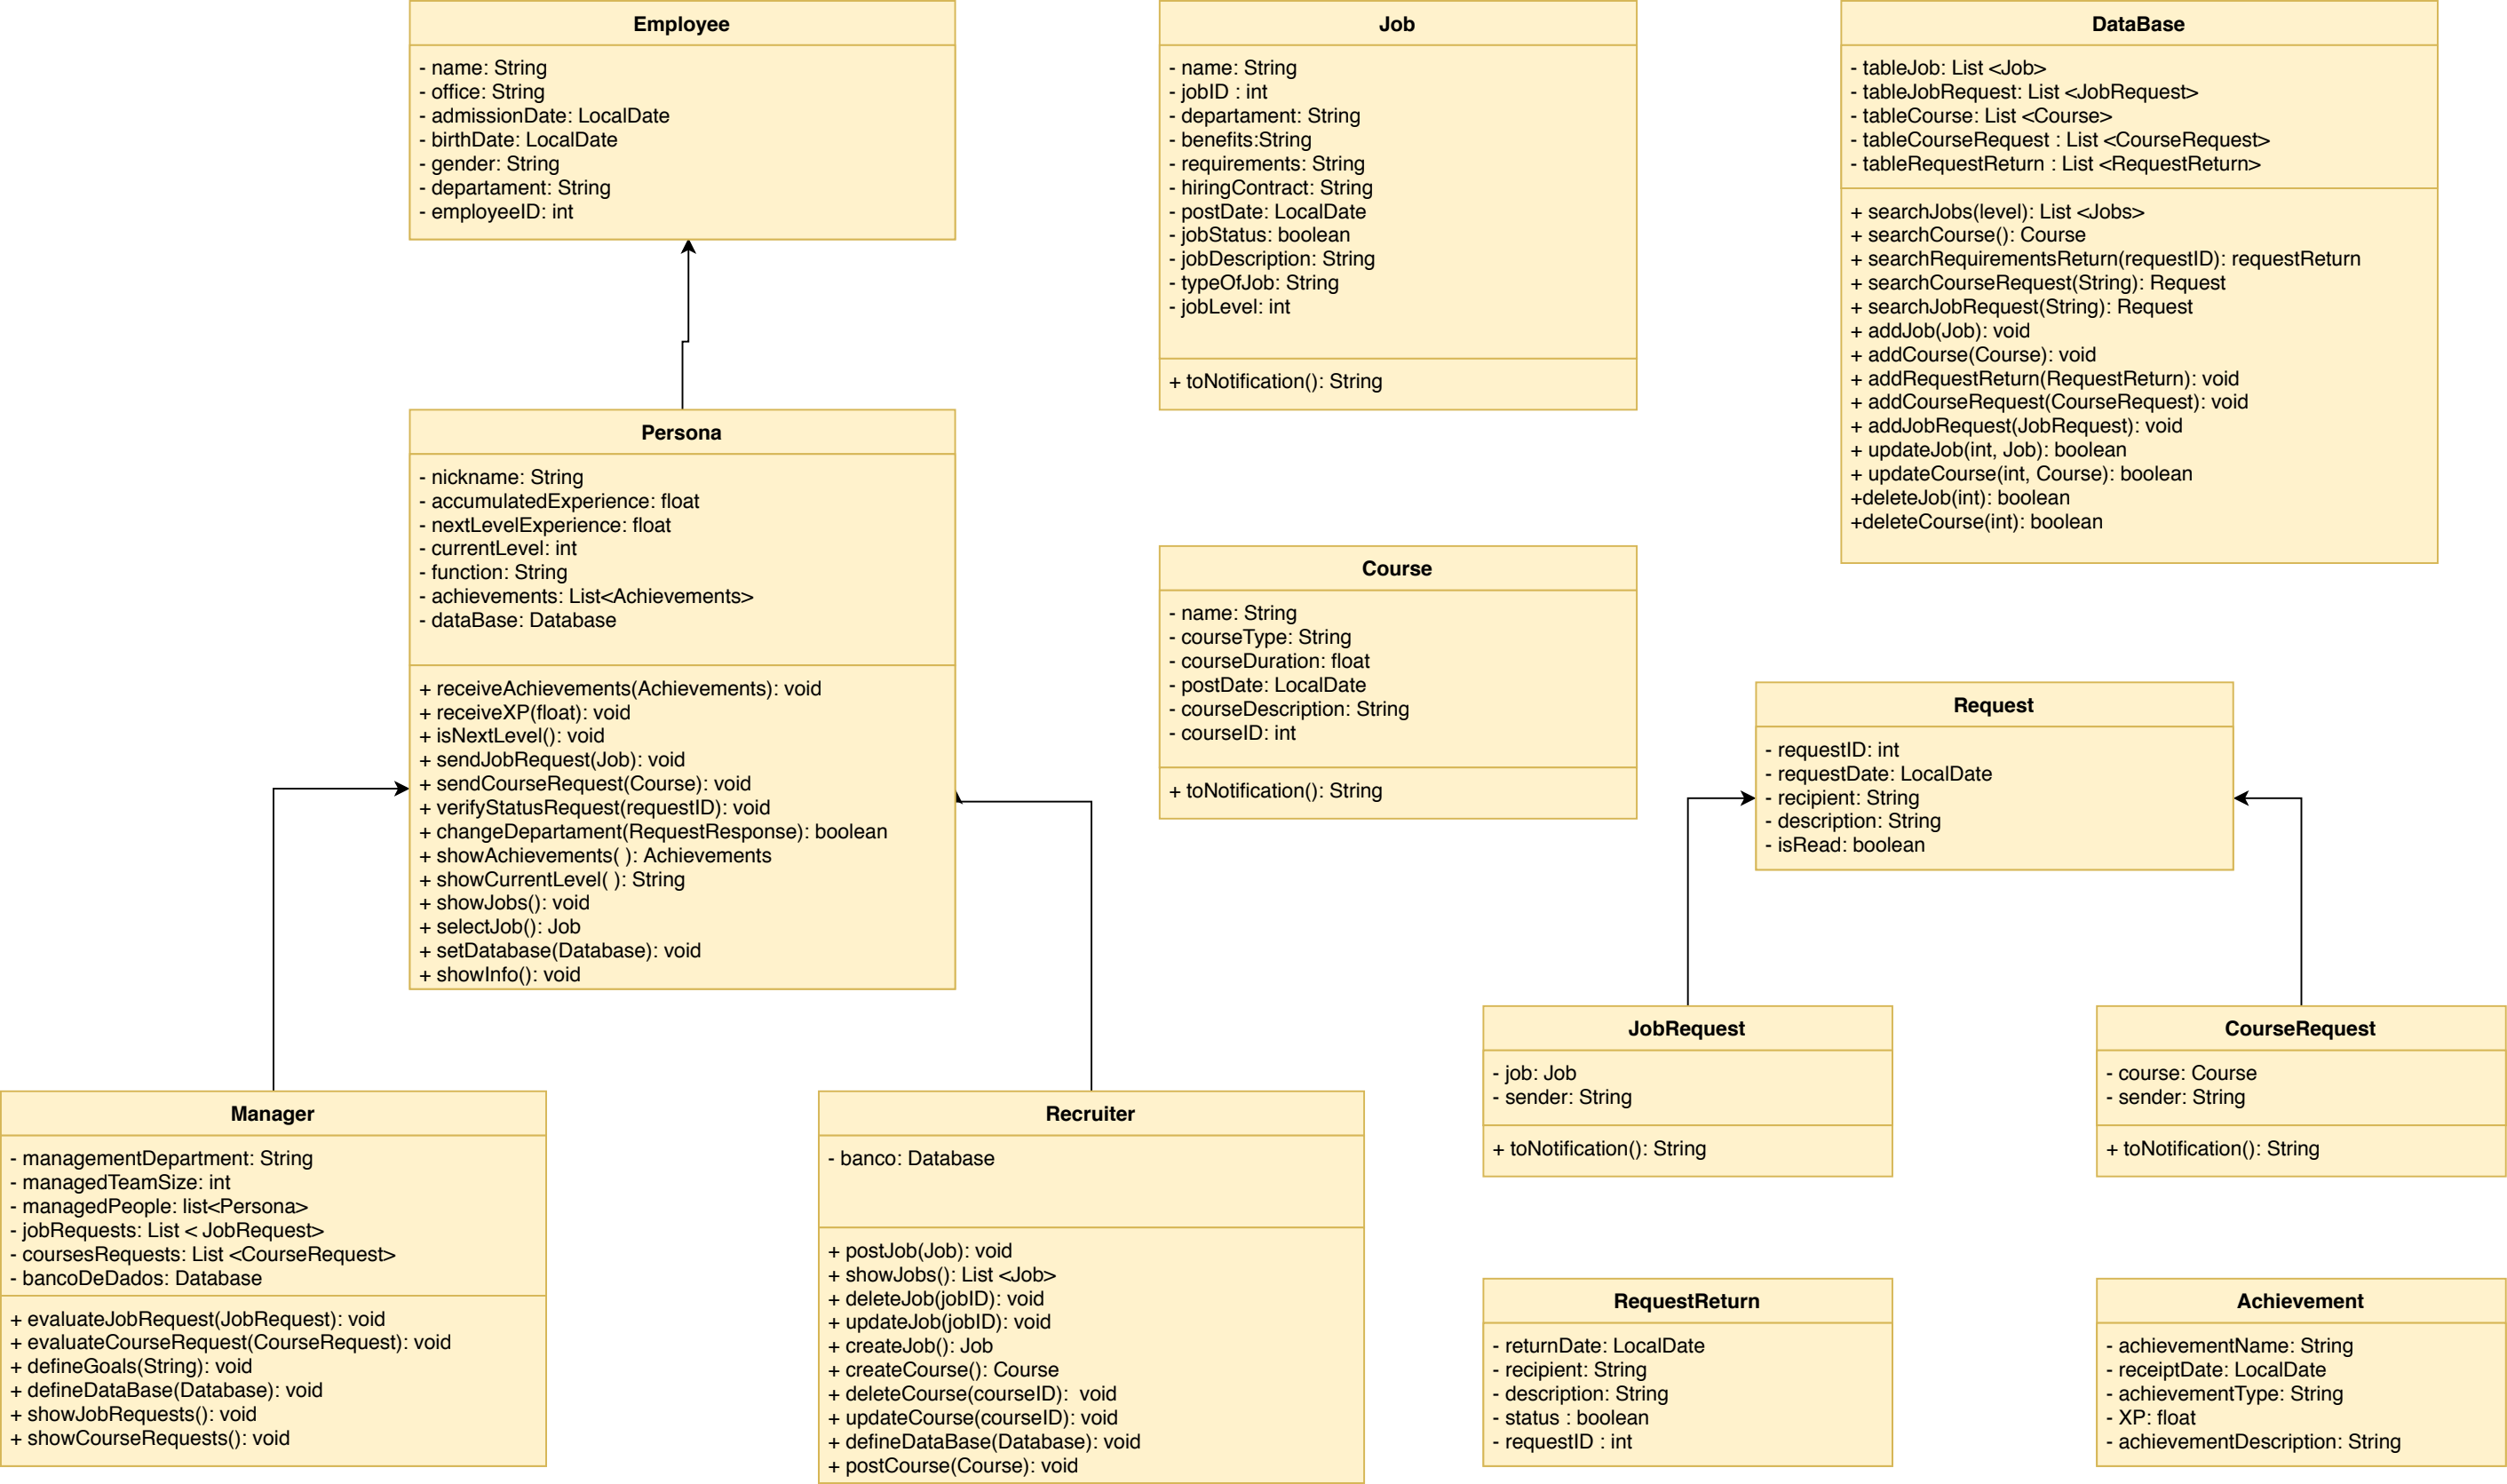 Employee
- name: String
- office: String
- admissionDate: LocalDate
- birthDate: LocalDate
- gender: String
- departament: String
- employeeID: int
Job
- name: String
- jobID : int
- departament: String
- benefits:String
- requirements: String
- hiringContract: String
- postDate: LocalDate
- jobStatus: boolean
- jobDescription: String
- typeOfJob: String
- jobLevel: int
+ toNotification(): String
DataBase
- tableJob: List <Job>
- tableJobRequest: List <JobRequest>
- tableCourse: List <Course>
- tableCourseRequest : List <CourseRequest>
- tableRequestReturn : List <RequestReturn>
+ searchJobs(level): List <Jobs>
+ searchCourse(): Course
+ searchRequirementsReturn(requestID): requestReturn
+ searchCourseRequest(String): Request
+ searchJobRequest(String): Request
+ addJob(Job): void
+ addCourse(Course): void
+ addRequestReturn(RequestReturn): void
+ addCourseRequest(CourseRequest): void
+ addJobRequest(JobRequest): void
+ updateJob(int, Job): boolean
+ updateCourse(int, Course): boolean
+deleteJob(int): boolean
+deleteCourse(int): boolean
Persona
- nickname: String
- accumulatedExperience: float
- nextLevelExperience: float
- currentLevel: int
- function: String
- achievements: List<Achievements>
- dataBase: Database
+ receiveAchievements(Achievements): void
+ receiveXP(float): void
+ isNextLevel(): void
+ sendJobRequest(Job): void
+ sendCourseRequest(Course): void
+ verifyStatusRequest(requestID): void
+ changeDepartament(RequestResponse): boolean
+ showAchievements( ): Achievements
+ showCurrentLevel( ): String
+ showJobs(): void
+ selectJob(): Job
+ setDatabase(Database): void
+ showInfo(): void
Course
- name: String
- courseType: String
- courseDuration: float
- postDate: LocalDate
- courseDescription: String
- courseID: int
+ toNotification(): String
Request
- requestID: int
- requestDate: LocalDate
- recipient: String
- description: String
- isRead: boolean
JobRequest
- job: Job
- sender: String
+ toNotification(): String
CourseRequest
- course: Course
- sender: String
+ toNotification(): String
Manager
- managementDepartment: String
- managedTeamSize: int
- managedPeople: list<Persona>
- jobRequests: List < JobRequest>
- coursesRequests: List <CourseRequest>
- bancoDeDados: Database
+ evaluateJobRequest(JobRequest): void
+ evaluateCourseRequest(CourseRequest): void
+ defineGoals(String): void
+ defineDataBase(Database): void
+ showJobRequests(): void
+ showCourseRequests(): void
Recruiter
- banco: Database
+ postJob(Job): void
+ showJobs(): List <Job>
+ deleteJob(jobID): void
+ updateJob(jobID): void
+ createJob(): Job
+ createCourse(): Course
+ deleteCourse(courseID):  void
+ updateCourse(courseID): void
+ defineDataBase(Database): void
+ postCourse(Course): void
RequestReturn
- returnDate: LocalDate
- recipient: String
- description: String
- status : boolean
- requestID : int
Achievement
- achievementName: String
- receiptDate: LocalDate
- achievementType: String
- XP: float
- achievementDescription: String